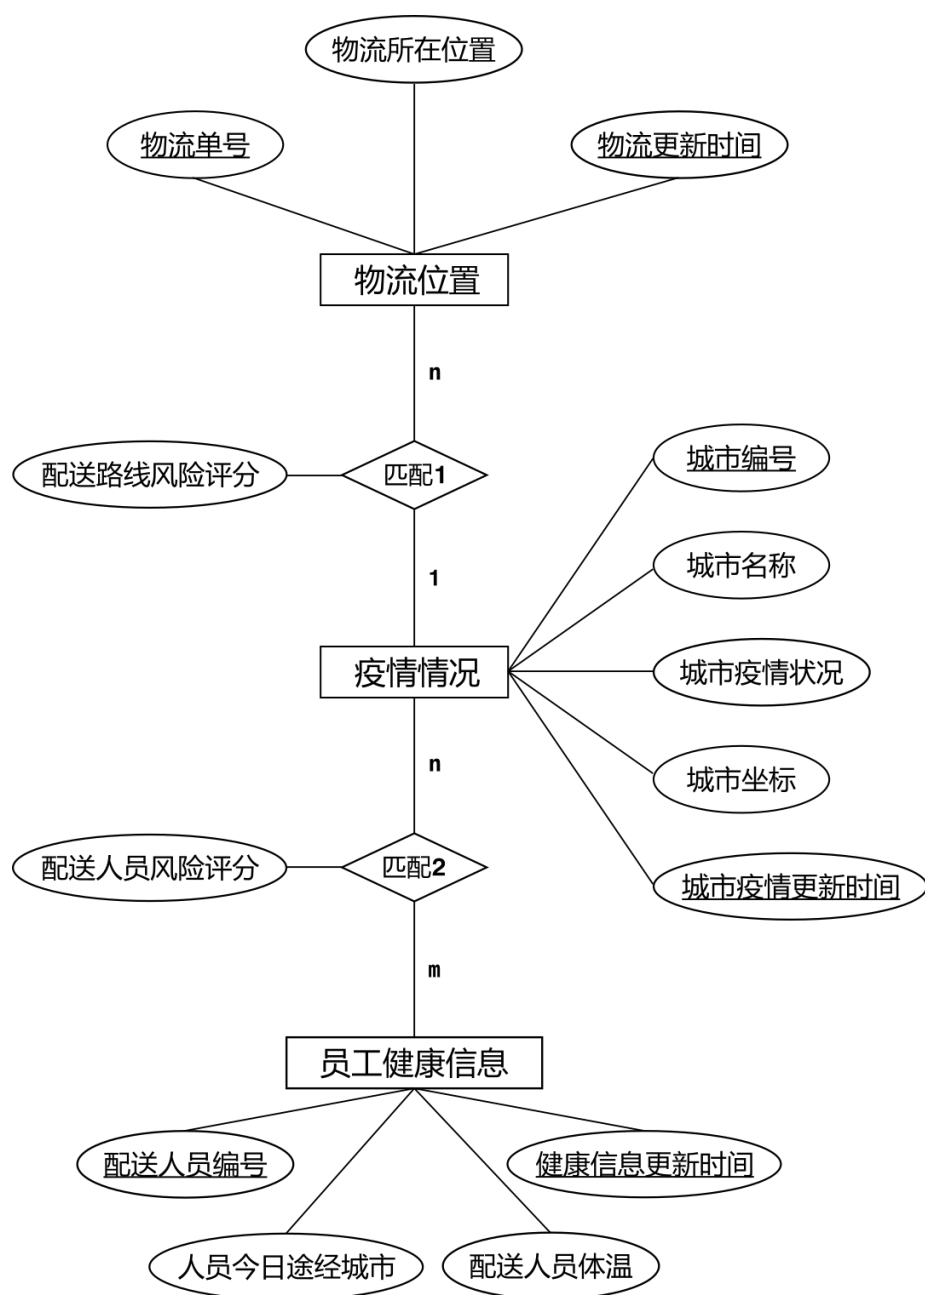 物流所在位置
物流单号
物流更新时间
物流位置
n
配送路线风险评分
匹配1
城市编号
城市名称
1
疫情情况
城市疫情状况
n
城市坐标
配送人员风险评分
匹配2
城市疫情更新时间
m
员工健康信息
配送人员编号
健康信息更新时间
人员今日途经城市
配送人员体温